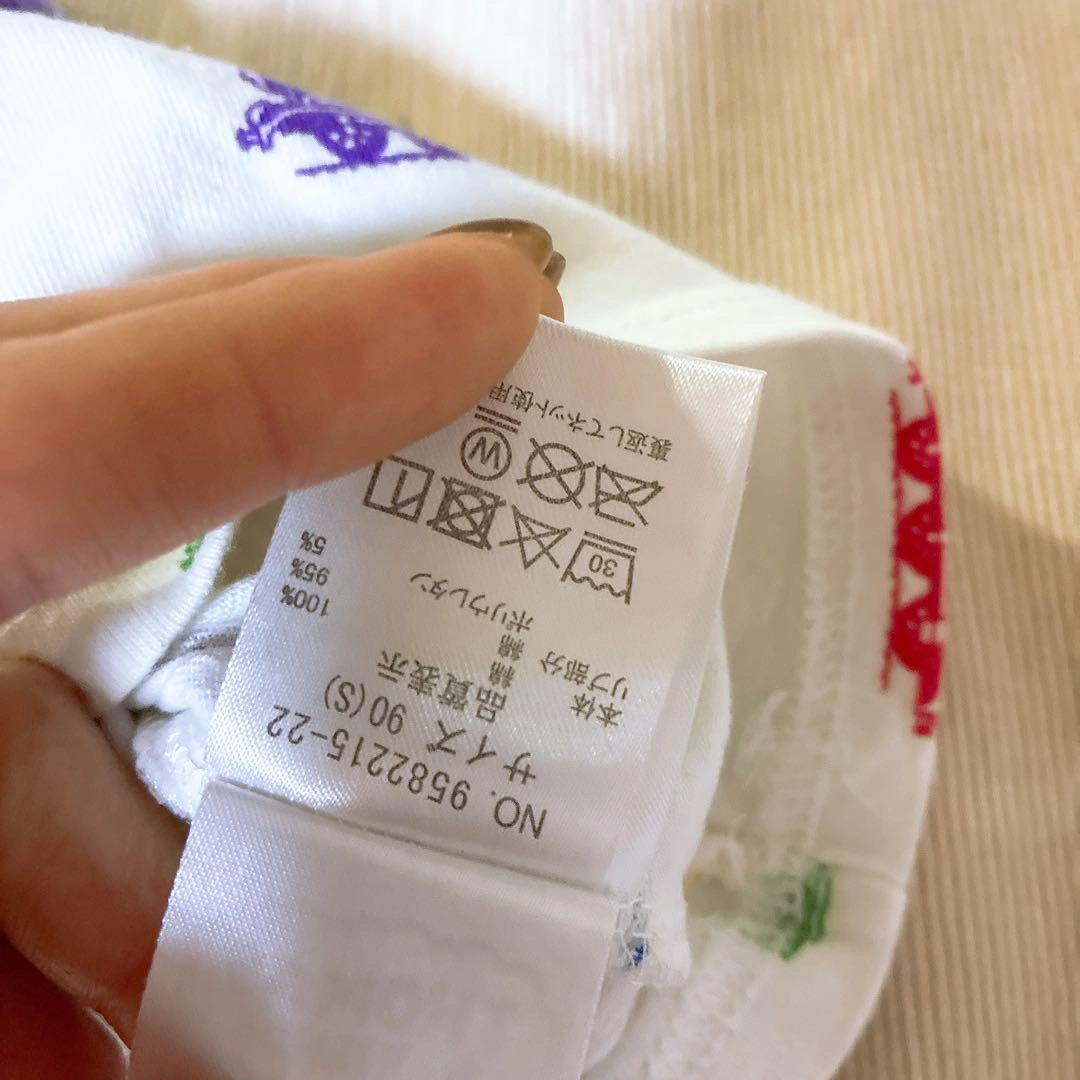 NO. 9582215-22
サイズ 90(S)
品質表示
本体 綿 100%
リブ部分 綿 95%
ポリウレタン 5%
30
W
裏返してネット使用